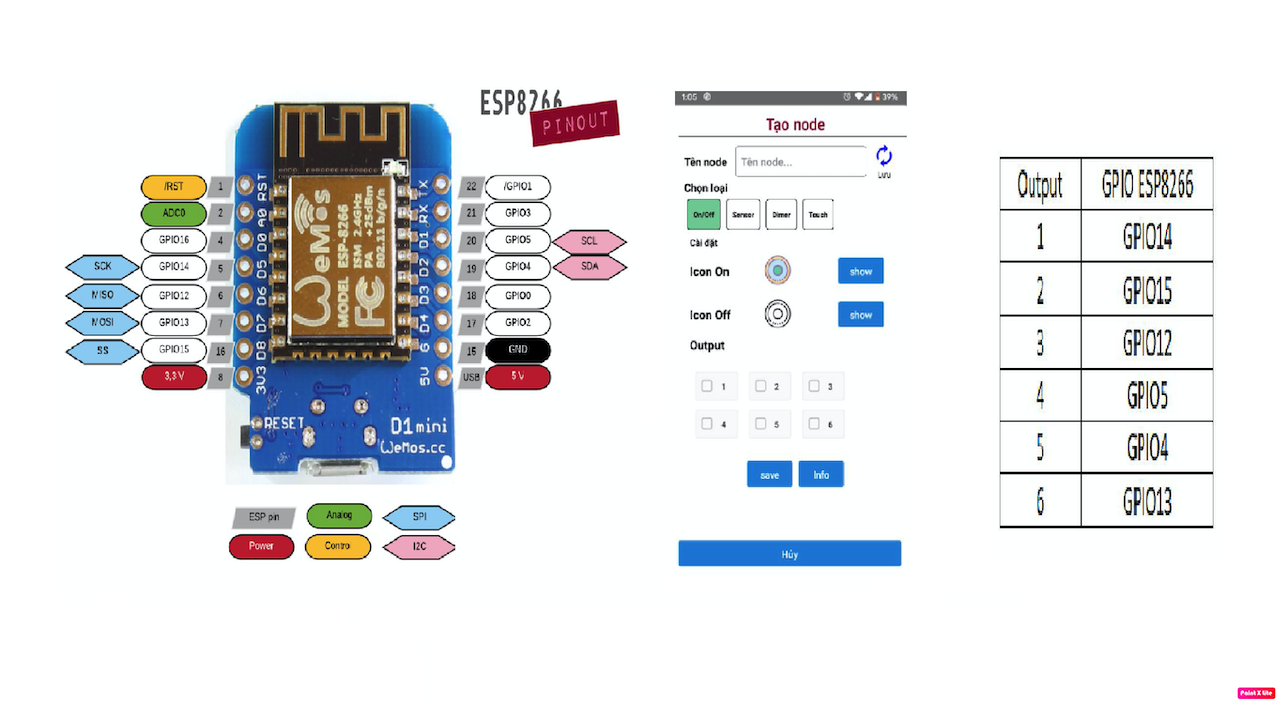 ESP8266
PINOUT
/RST 1 RST TX 22 /GPIO1
ADC0 2 A0 RX 21 GPIO3
GPIO16 4 D0 D1 20 GPIO5 SCL
SCK GPIO14 5 D5 D2 19 GPIO4 SDA
MISO GPIO12 6 D6 D3 18 GPIO0
MOSI GPIO13 7 D7 D4 17 GPIO2
SS GPIO15 16 D8 G 15 GND
3,3 V 8 3V3 5V USB 5 V
WeMos
MODEL ESP-8266
ISM 2.4GHz
PA +25dBm
802.11 b/g/n
FC
RESET
D1 mini
WeMos.cc
ESP pin Analog SPI
Power Control I2C
1:05 39%
Tạo node
Tên node Tên node...
Lưu
Chọn loại
On/Off Sensor Dimer Touch
Cài đặt
Icon On show
Icon Off show
Output
1 2 3
4 5 6
save Info
Hủy
Output GPIO ESP8266
1 GPIO14
2 GPIO15
3 GPIO12
4 GPIO5
5 GPIO4
6 GPIO13
Paint X Lite